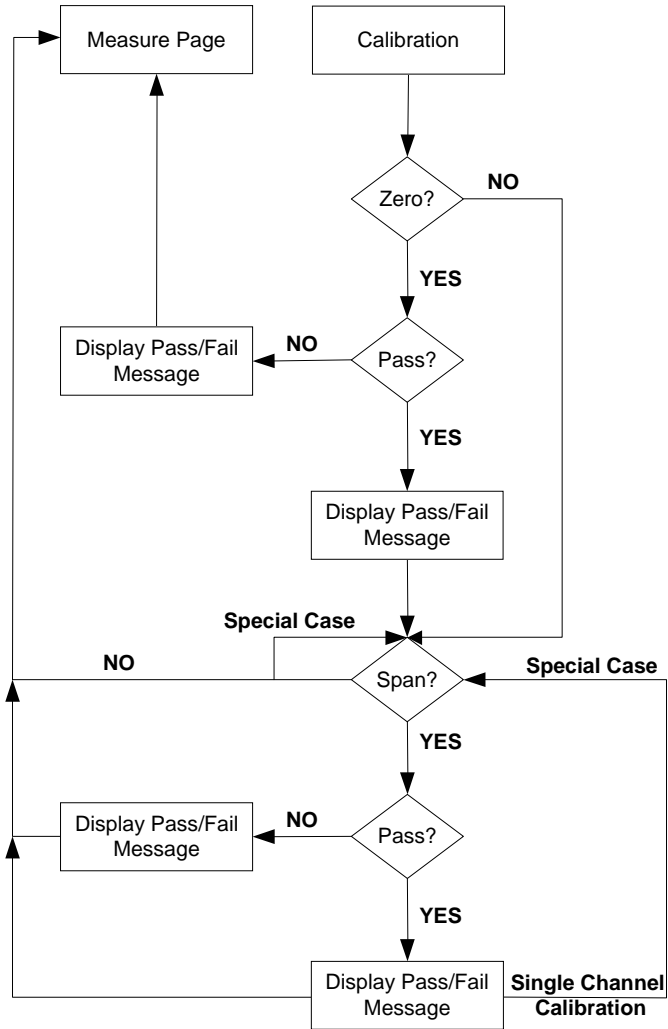 Measure Page
Calibration
Zero?
NO
YES
Display Pass/Fail
Message
NO
Pass?
YES
Display Pass/Fail
Message
Special Case
NO
Span?
Special Case
YES
Display Pass/Fail
Message
NO
Pass?
YES
Display Pass/Fail
Message
Single Channel
Calibration